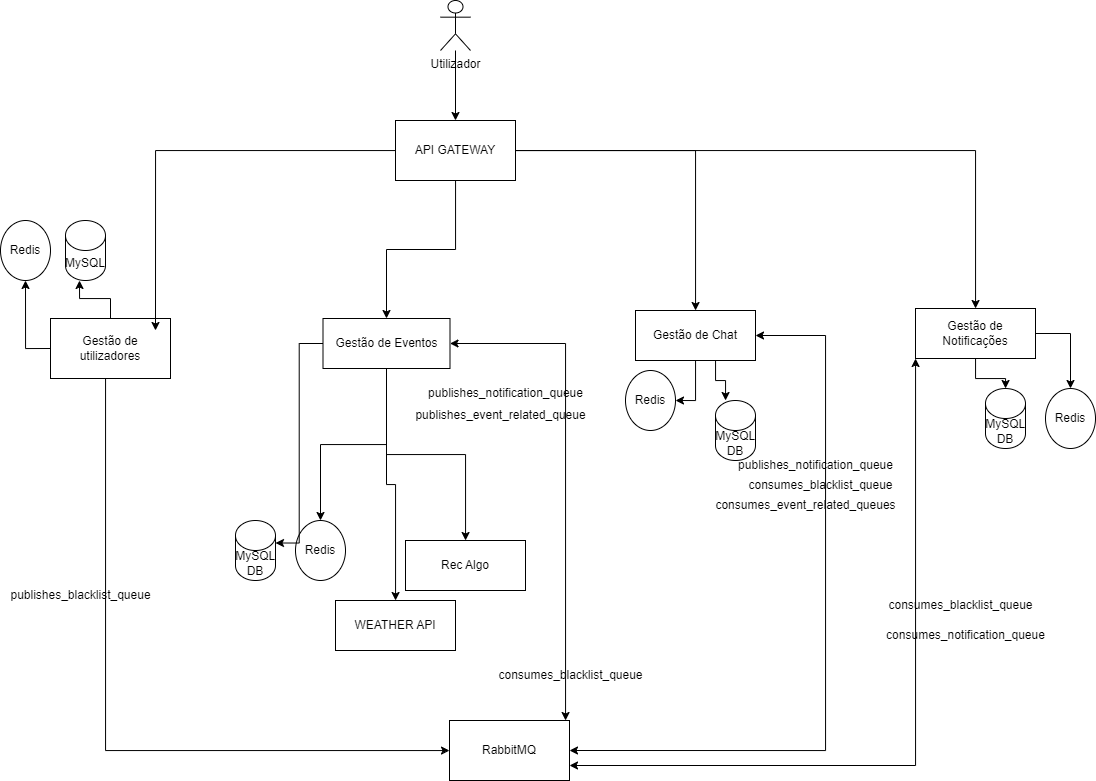 Utilizador
API GATEWAY
Redis
MySQL
Gestão de
utilizadores
Gestão de Eventos
Gestão de Chat
Gestão de
Notificações
publishes_notification_queue
publishes_event_related_queue
Redis
MySQL
DB
MySQL
DB
Redis
publishes_notification_queue
consumes_blacklist_queue
consumes_event_related_queues
MySQL
DB
Redis
Rec Algo
WEATHER API
publishes_blacklist_queue
consumes_blacklist_queue
consumes_notification_queue
consumes_blacklist_queue
RabbitMQ